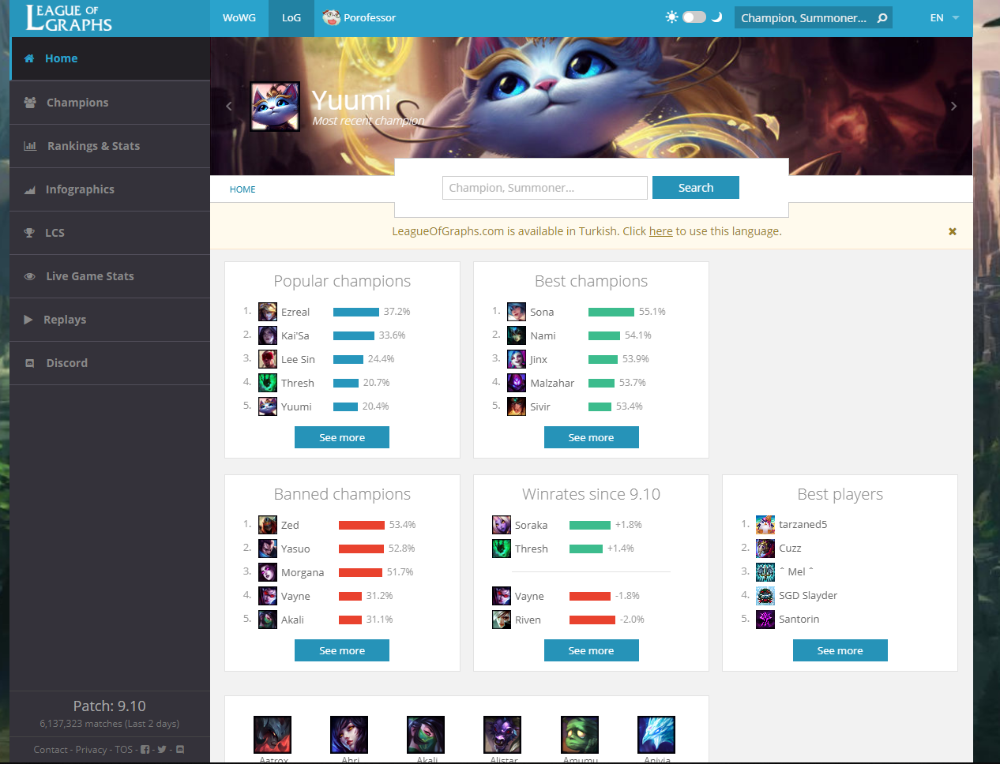 LEAGUE OF GRAPHS
WoWG
LoG
Porofessor
Champion, Summoner...
EN
Home
Champions
Rankings & Stats
Infographics
LCS
Live Game Stats
Replays
Discord
Yuumi
Most recent champion
HOME
Champion, Summoner...
Search
LeagueOfGraphs.com is available in Turkish. Click here to use this language.
Popular champions
1. Ezreal 37.2%
2. Kai'Sa 33.6%
3. Lee Sin 24.4%
4. Thresh 20.7%
5. Yuumi 20.4%
See more
Best champions
1. Sona 55.1%
2. Nami 54.1%
3. Jinx 53.9%
4. Malzahar 53.7%
5. Sivir 53.4%
See more
Banned champions
1. Zed 53.4%
2. Yasuo 52.8%
3. Morgana 51.7%
4. Vayne 31.2%
5. Akali 31.1%
See more
Winrates since 9.10
Soraka +1.8%
Thresh +1.4%
Vayne -1.8%
Riven -2.0%
See more
Best players
1. tarzaned5
2. Cuzz
3. ˆ Mel ˆ
4. SGD Slayder
5. Santorin
See more
Aatrox
Ahri
Akali
Alistar
Amumu
Anivia
Patch: 9.10
6,137,323 matches (Last 2 days)
Contact - Privacy - TOS - - -